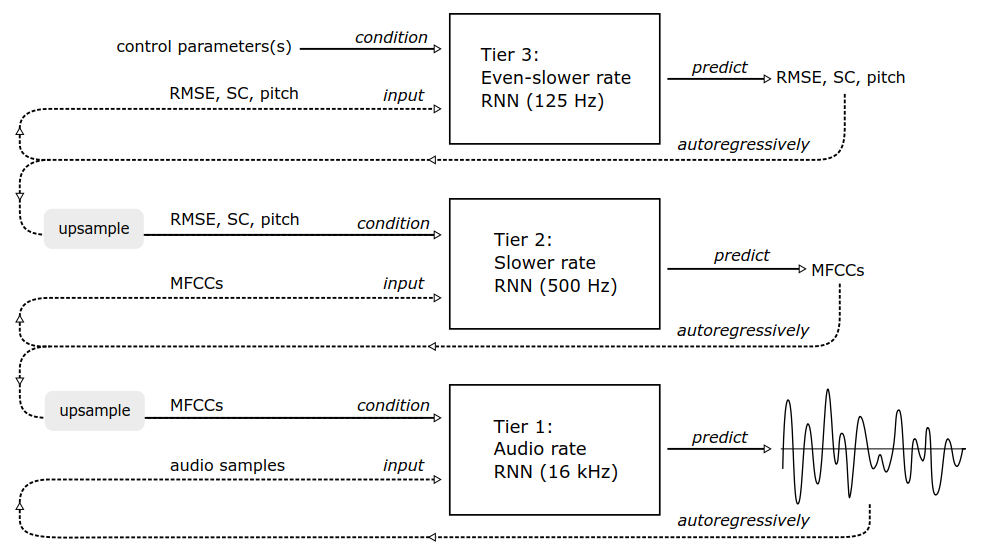 control parameters(s)
condition
Tier 3:
Even-slower rate
RNN (125 Hz)
predict
RMSE, SC, pitch
RMSE, SC, pitch
input
autoregressively
upsample
RMSE, SC, pitch
condition
Tier 2:
Slower rate
RNN (500 Hz)
predict
MFCCs
MFCCs
input
autoregressively
upsample
MFCCs
condition
Tier 1:
Audio rate
RNN (16 kHz)
predict
audio samples
input
autoregressively